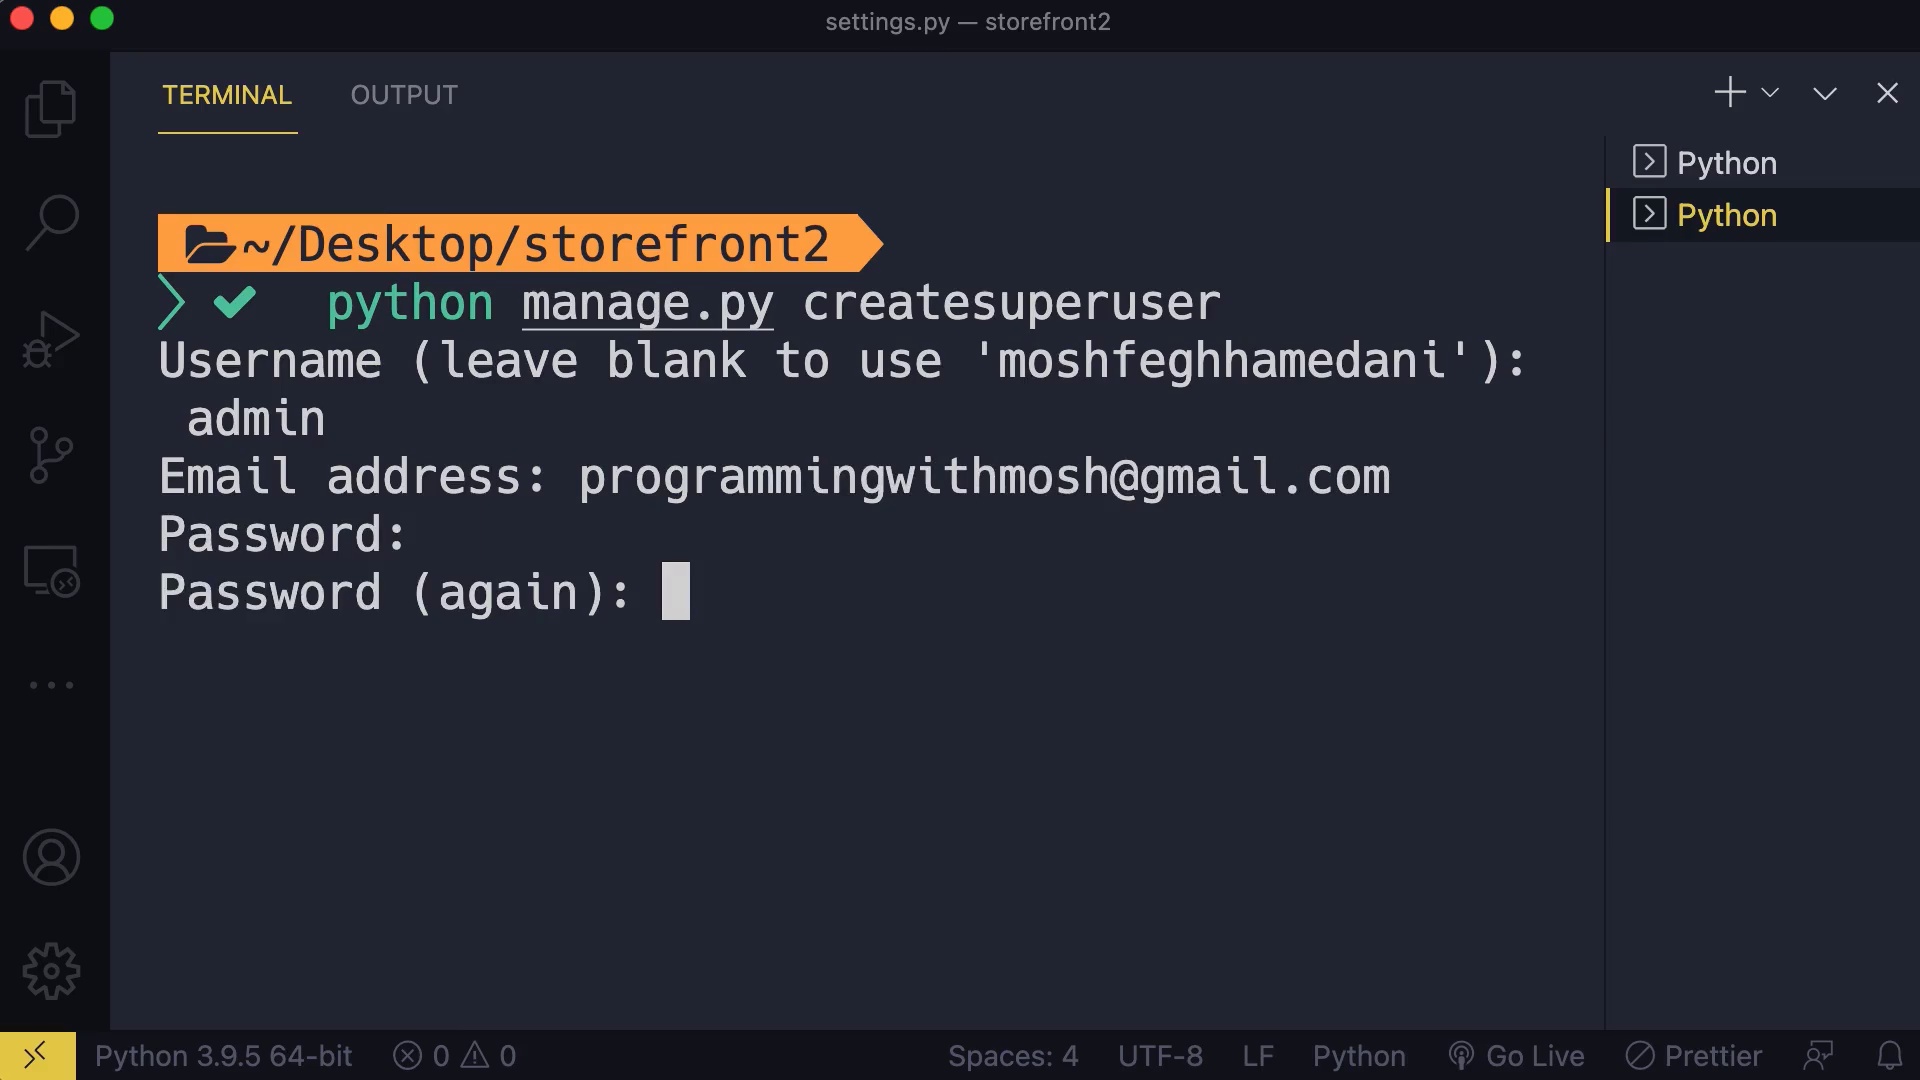 settings.py — storefront2
TERMINAL OUTPUT
Python
Python
~/Desktop/storefront2
python manage.py createsuperuser
Username (leave blank to use 'moshfeghhamedani'):
admin
Email address: programmingwithmosh@gmail.com
Password:
Password (again):
Python 3.9.5 64-bit 0 0 Spaces: 4 UTF-8 LF Python Go Live Prettier